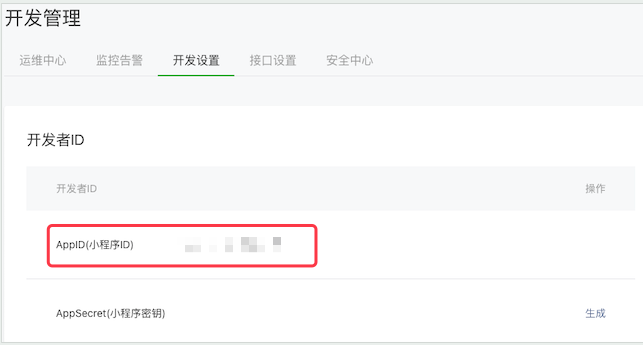 开发管理
运维中心 监控告警 开发设置 接口设置 安全中心
开发者ID
开发者ID 操作
AppID(小程序ID)
AppSecret(小程序密钥) 生成